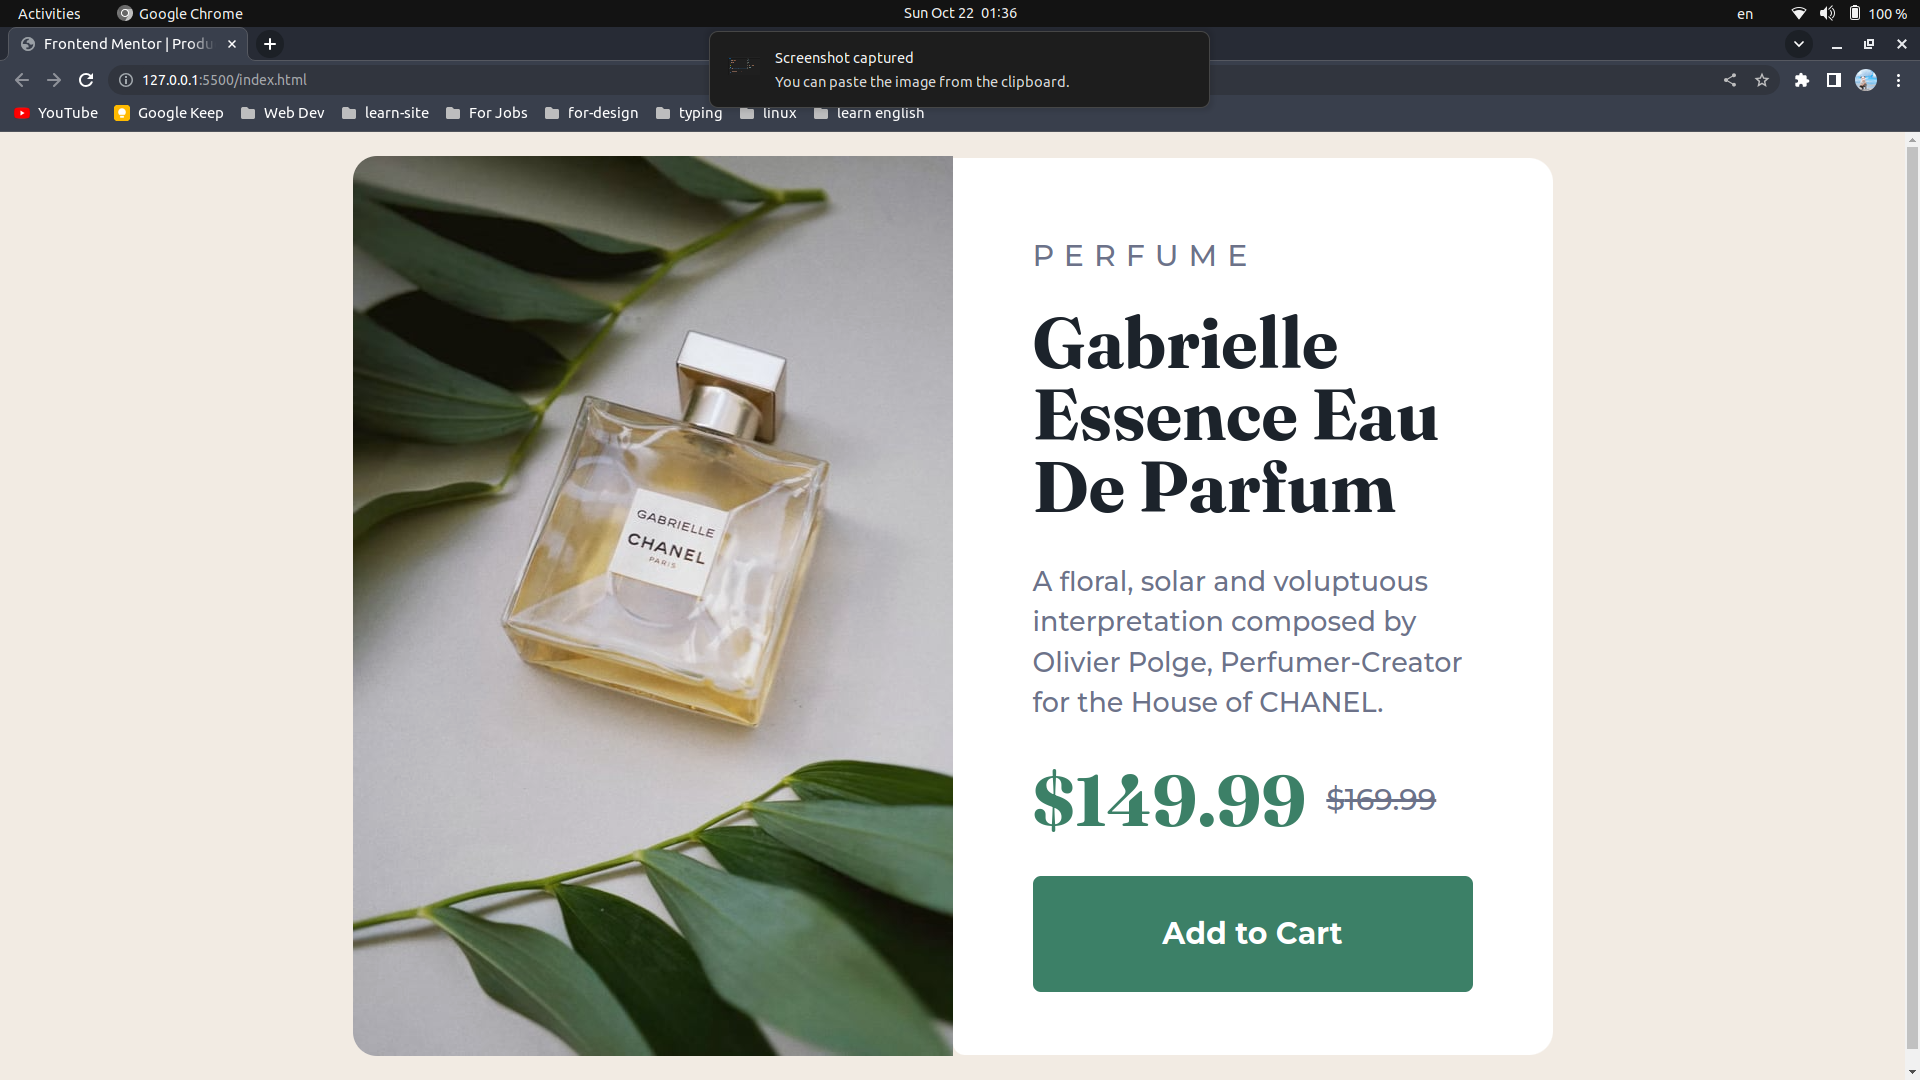 Activities
Google Chrome
Sun Oct 22 01:36
en
100 %
Frontend Mentor | Produ
Screenshot captured
You can paste the image from the clipboard.
127.0.0.1:5500/index.html
YouTube
Google Keep
Web Dev
learn-site
For Jobs
for-design
typing
linux
learn english
GABRIELLE
CHANEL
PARIS
PERFUME
Gabrielle
Essence Eau
De Parfum
A floral, solar and voluptuous
interpretation composed by
Olivier Polge, Perfumer-Creator
for the House of CHANEL.
$149.99 $169.99
Add to Cart